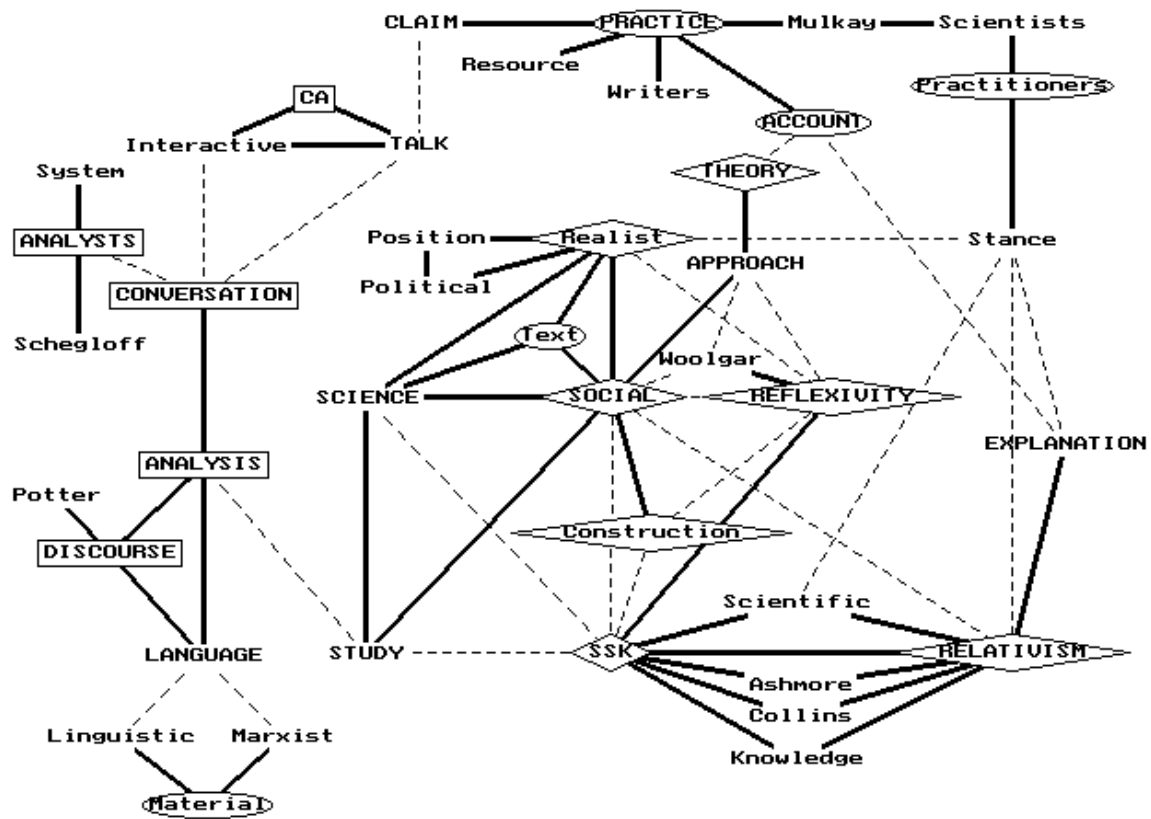 CLAIM PRACTICE Mulkay Scientists
Resource
Writers
Practitioners
CA
ACCOUNT
Interactive TALK
System
THEORY
ANALYSTS
Position Realist Stance
APPROACH
Political
CONVERSATION
Schegloff
Text
Woolgar
SCIENCE SOCIAL REFLEXIVITY
EXPLANATION
ANALYSIS
Potter
Construction
DISCOURSE
Scientific
LANGUAGE STUDY SSK RELATIVISM
Ashmore
Collins
Linguistic Marxist
Knowledge
Material